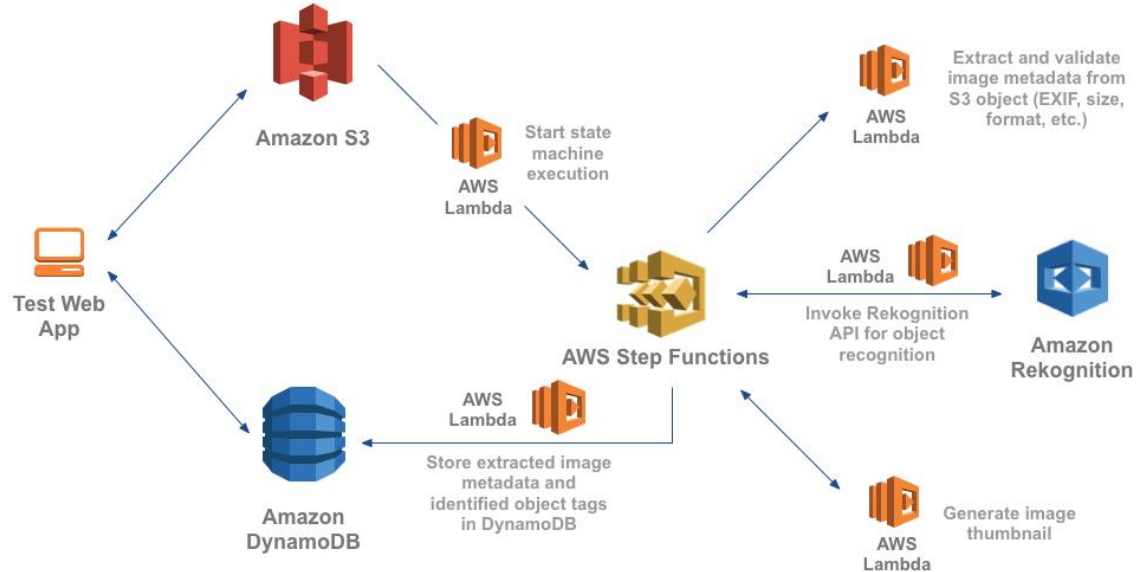 Amazon S3
Start state
machine
execution
AWS
Lambda
Extract and validate
image metadata from
S3 object (EXIF, size,
format, etc.)
AWS
Lambda
Test Web
App
AWS Step Functions
AWS
Lambda
Invoke Rekognition
API for object
recognition
Amazon
Rekognition
AWS
Lambda
Store extracted image
metadata and
identified object tags
in DynamoDB
Amazon
DynamoDB
Generate image
thumbnail
AWS
Lambda